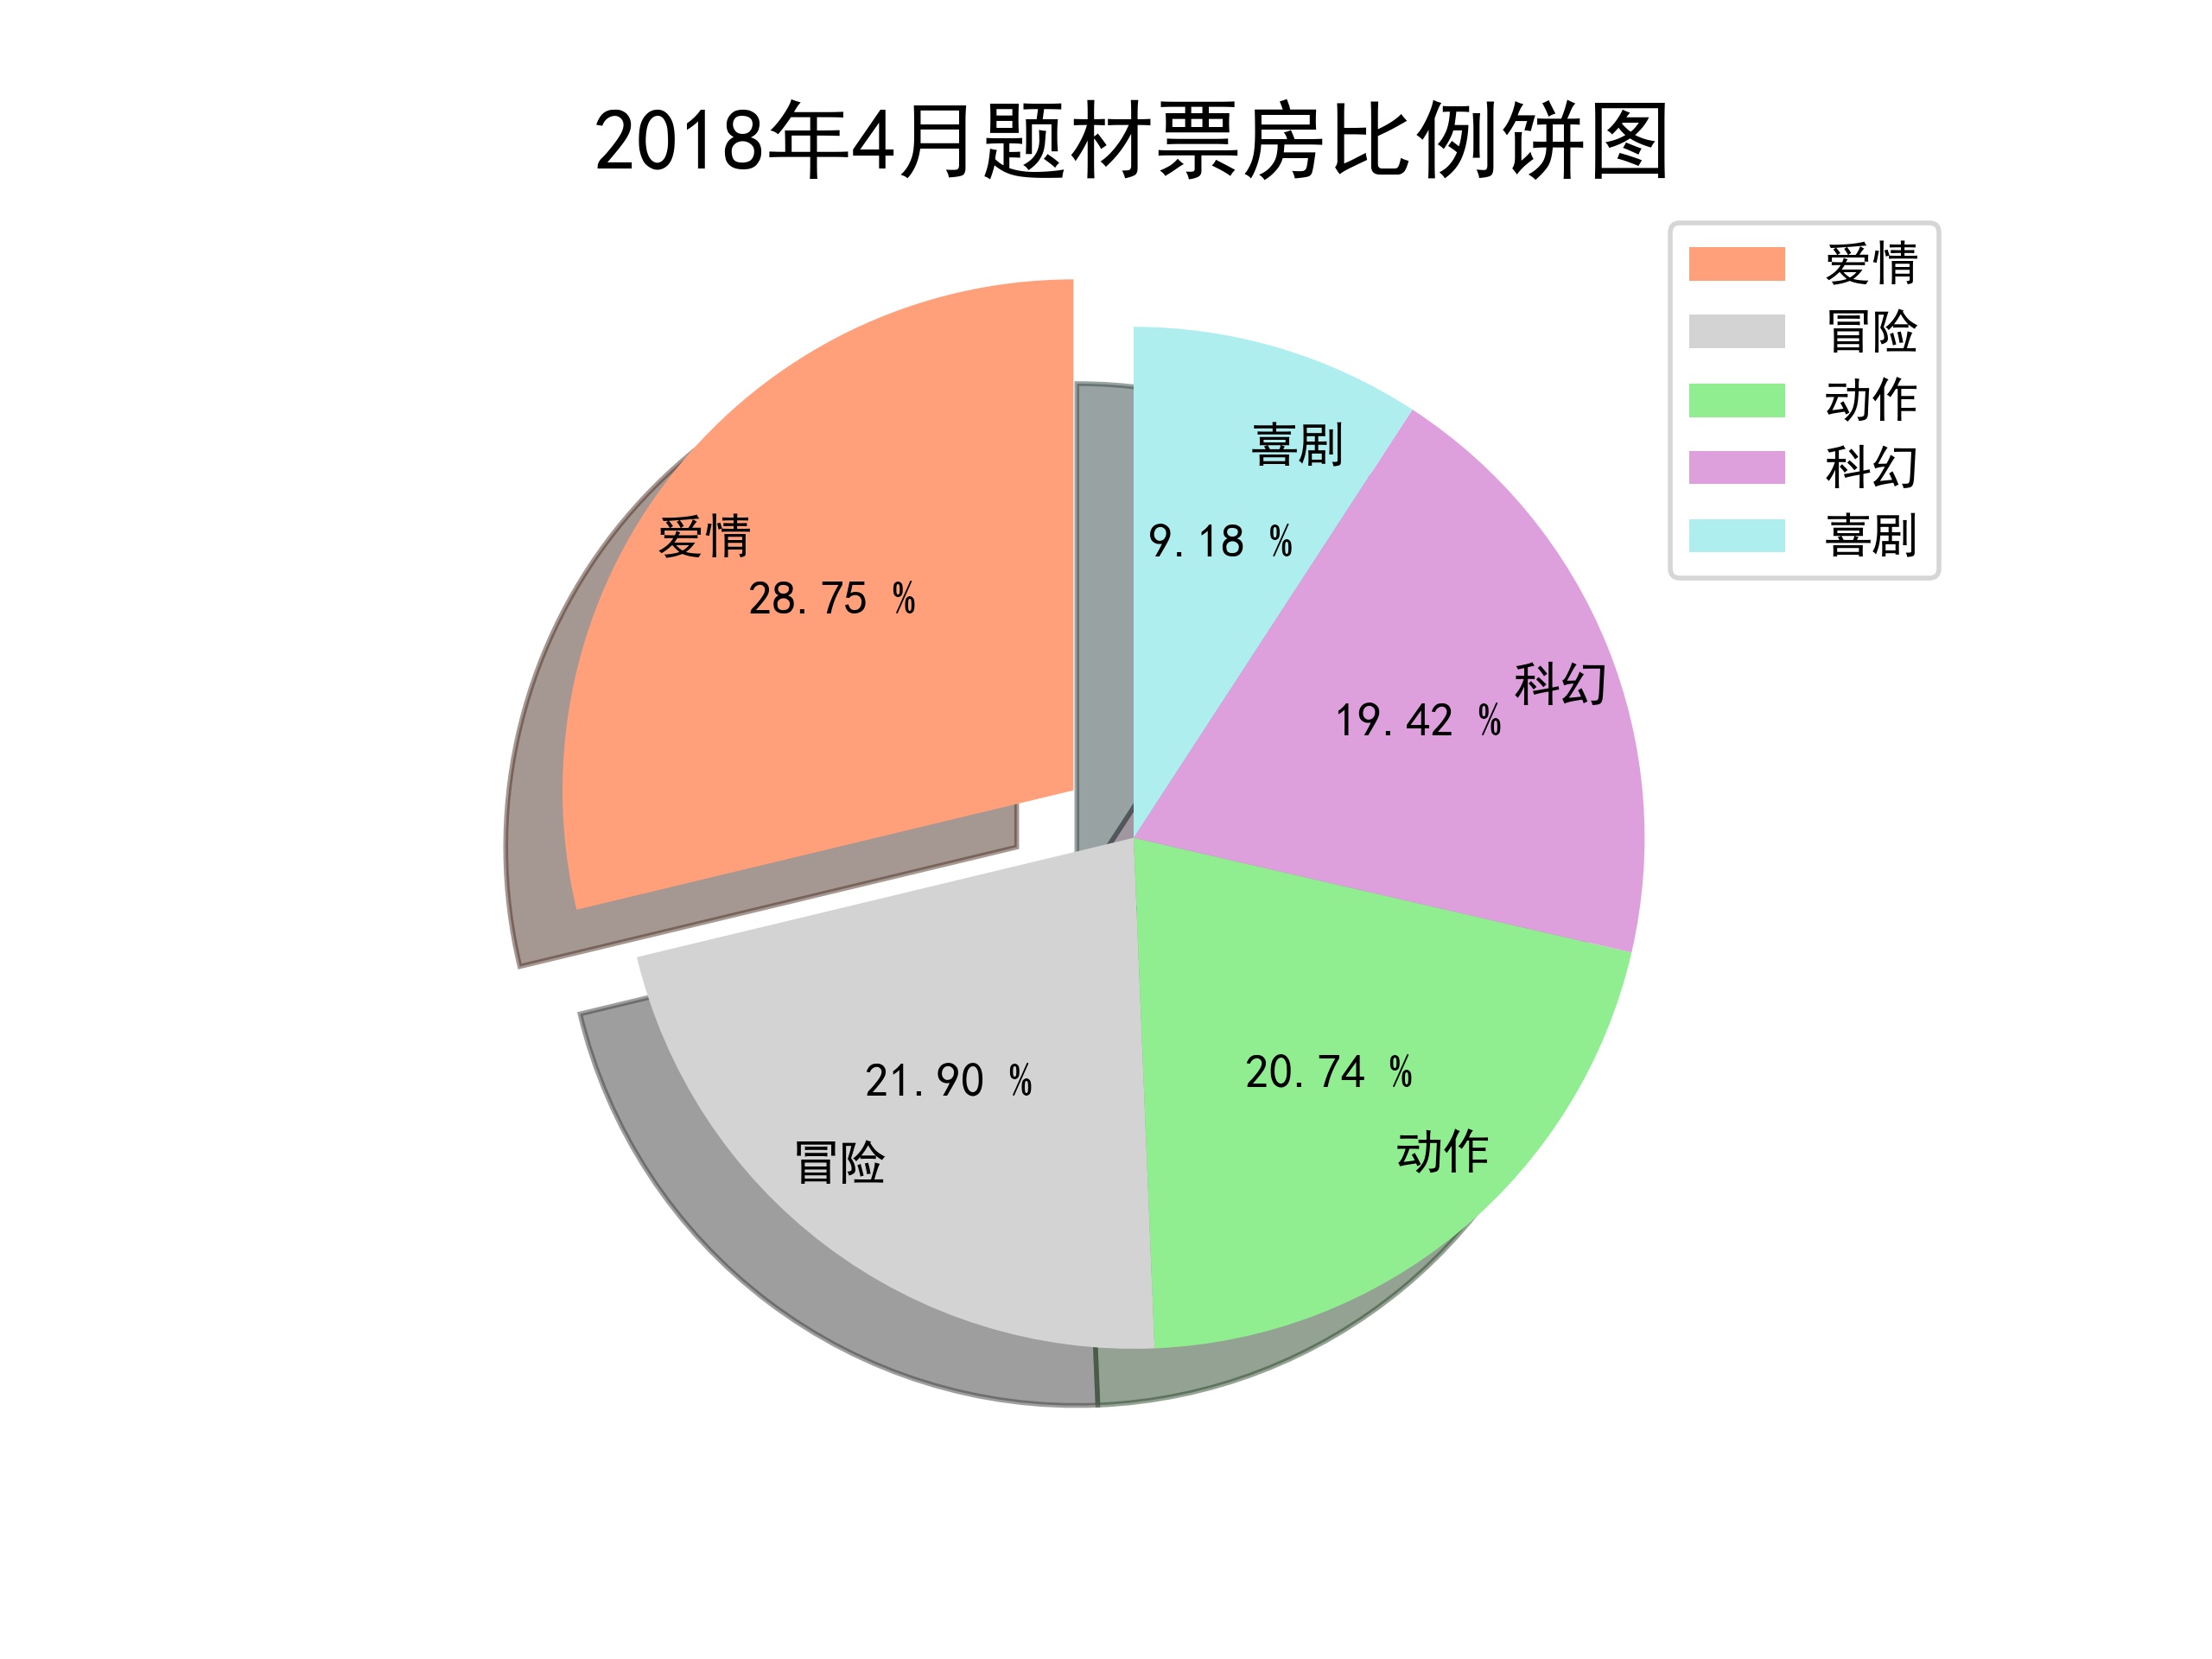 2018年4月题材票房比例饼图
爱情
冒险
动作
科幻
喜剧
喜剧
9.18 %
爱情
28.75 %
科幻
19.42 %
21.90 %
冒险
20.74 %
动作